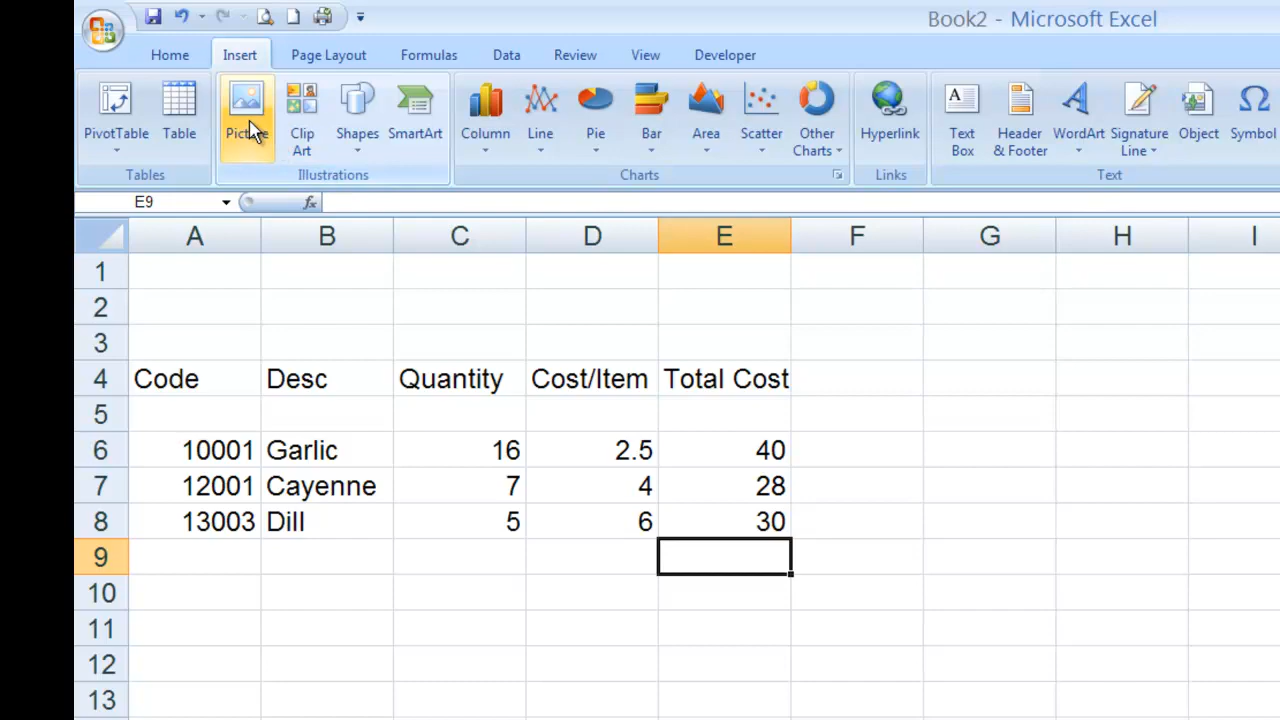 Book2 - Microsoft Excel
Home Insert Page Layout Formulas Data Review View Developer
PivotTable Table Picture Clip Art Shapes SmartArt Column Line Pie Bar Area Scatter Other Charts Hyperlink Text Box Header & Footer WordArt Signature Line Object Symbol
Tables Illustrations Charts Links Text
E9 fx
A B C D E F G H I
1
2
3
4 Code Desc Quantity Cost/Item Total Cost
5
6 10001 Garlic 16 2.5 40
7 12001 Cayenne 7 4 28
8 13003 Dill 5 6 30
9
10
11
12
13